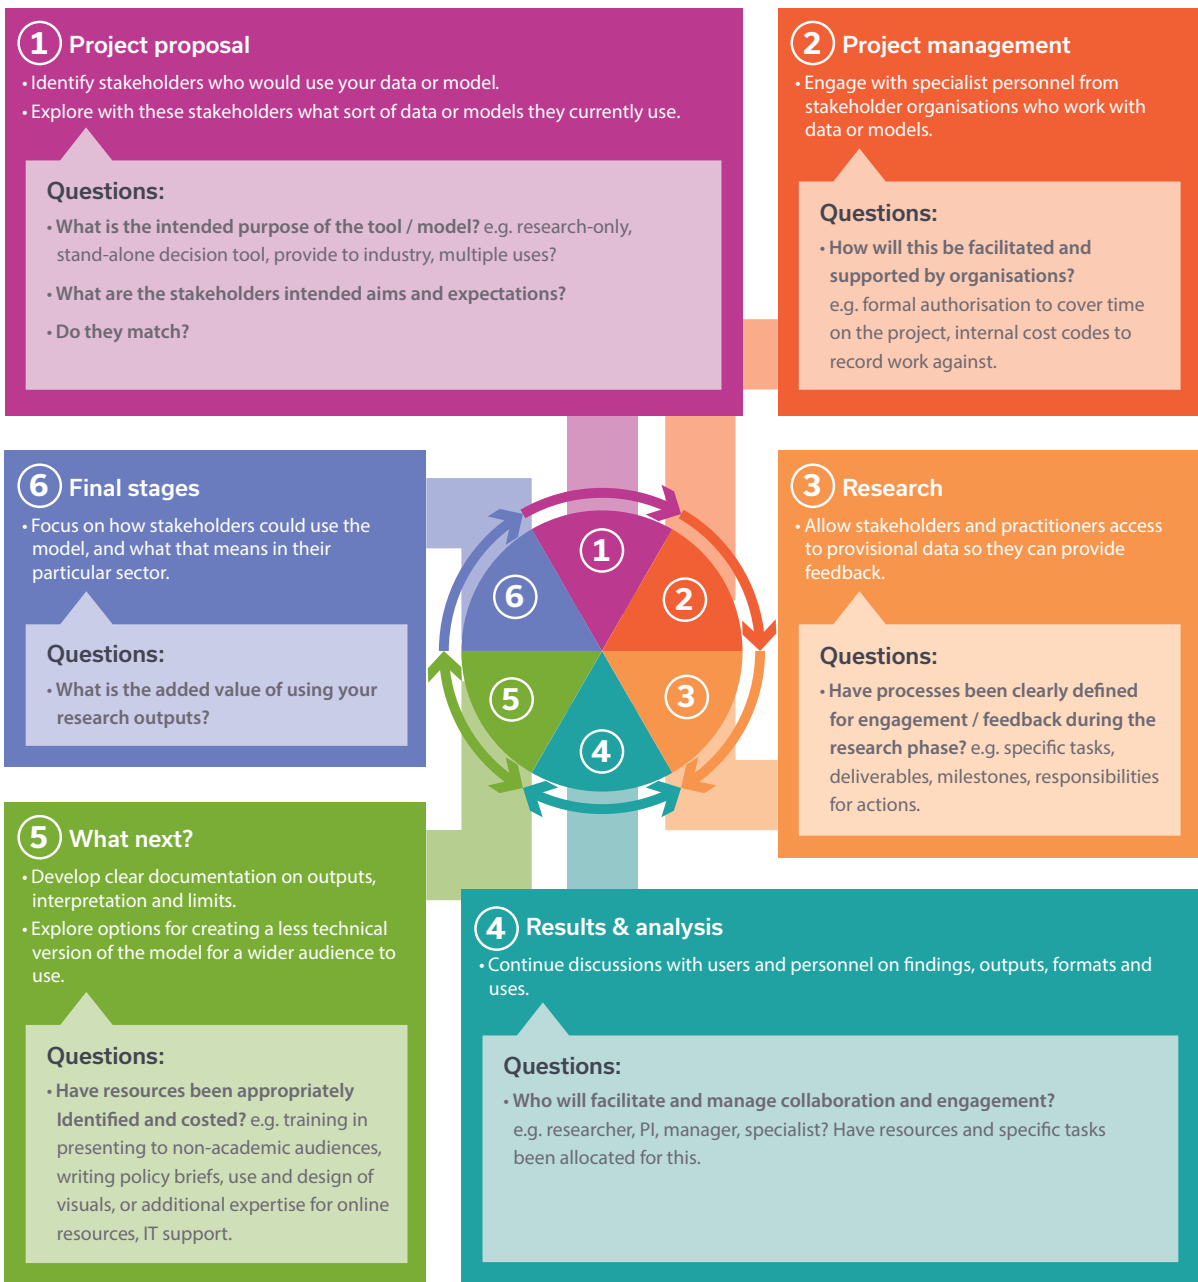 1 Project proposal
• Identify stakeholders who would use your data or model.
• Explore with these stakeholders what sort of data or models they currently use.
Questions:
• What is the intended purpose of the tool / model? e.g. research-only,
stand-alone decision tool, provide to industry, multiple uses?
• What are the stakeholders intended aims and expectations?
• Do they match?
2 Project management
• Engage with specialist personnel from
stakeholder organisations who work with
data or models.
Questions:
• How will this be facilitated and
supported by organisations?
e.g. formal authorisation to cover time
on the project, internal cost codes to
record work against.
6 Final stages
• Focus on how stakeholders could use the
model, and what that means in their
particular sector.
Questions:
• What is the added value of using your
research outputs?
1
2
3
4
5
6
3 Research
• Allow stakeholders and practitioners access
to provisional data so they can provide
feedback.
Questions:
• Have processes been clearly defined
for engagement / feedback during the
research phase? e.g. specific tasks,
deliverables, milestones, responsibilities
for actions.
5 What next?
• Develop clear documentation on outputs,
interpretation and limits.
• Explore options for creating a less technical
version of the model for a wider audience to
use.
Questions:
• Have resources been appropriately
Identified and costed? e.g. training in
presenting to non-academic audiences,
writing policy briefs, use and design of
visuals, or additional expertise for online
resources, IT support.
4 Results & analysis
• Continue discussions with users and personnel on findings, outputs, formats and
uses.
Questions:
• Who will facilitate and manage collaboration and engagement?
e.g. researcher, PI, manager, specialist? Have resources and specific tasks
been allocated for this.